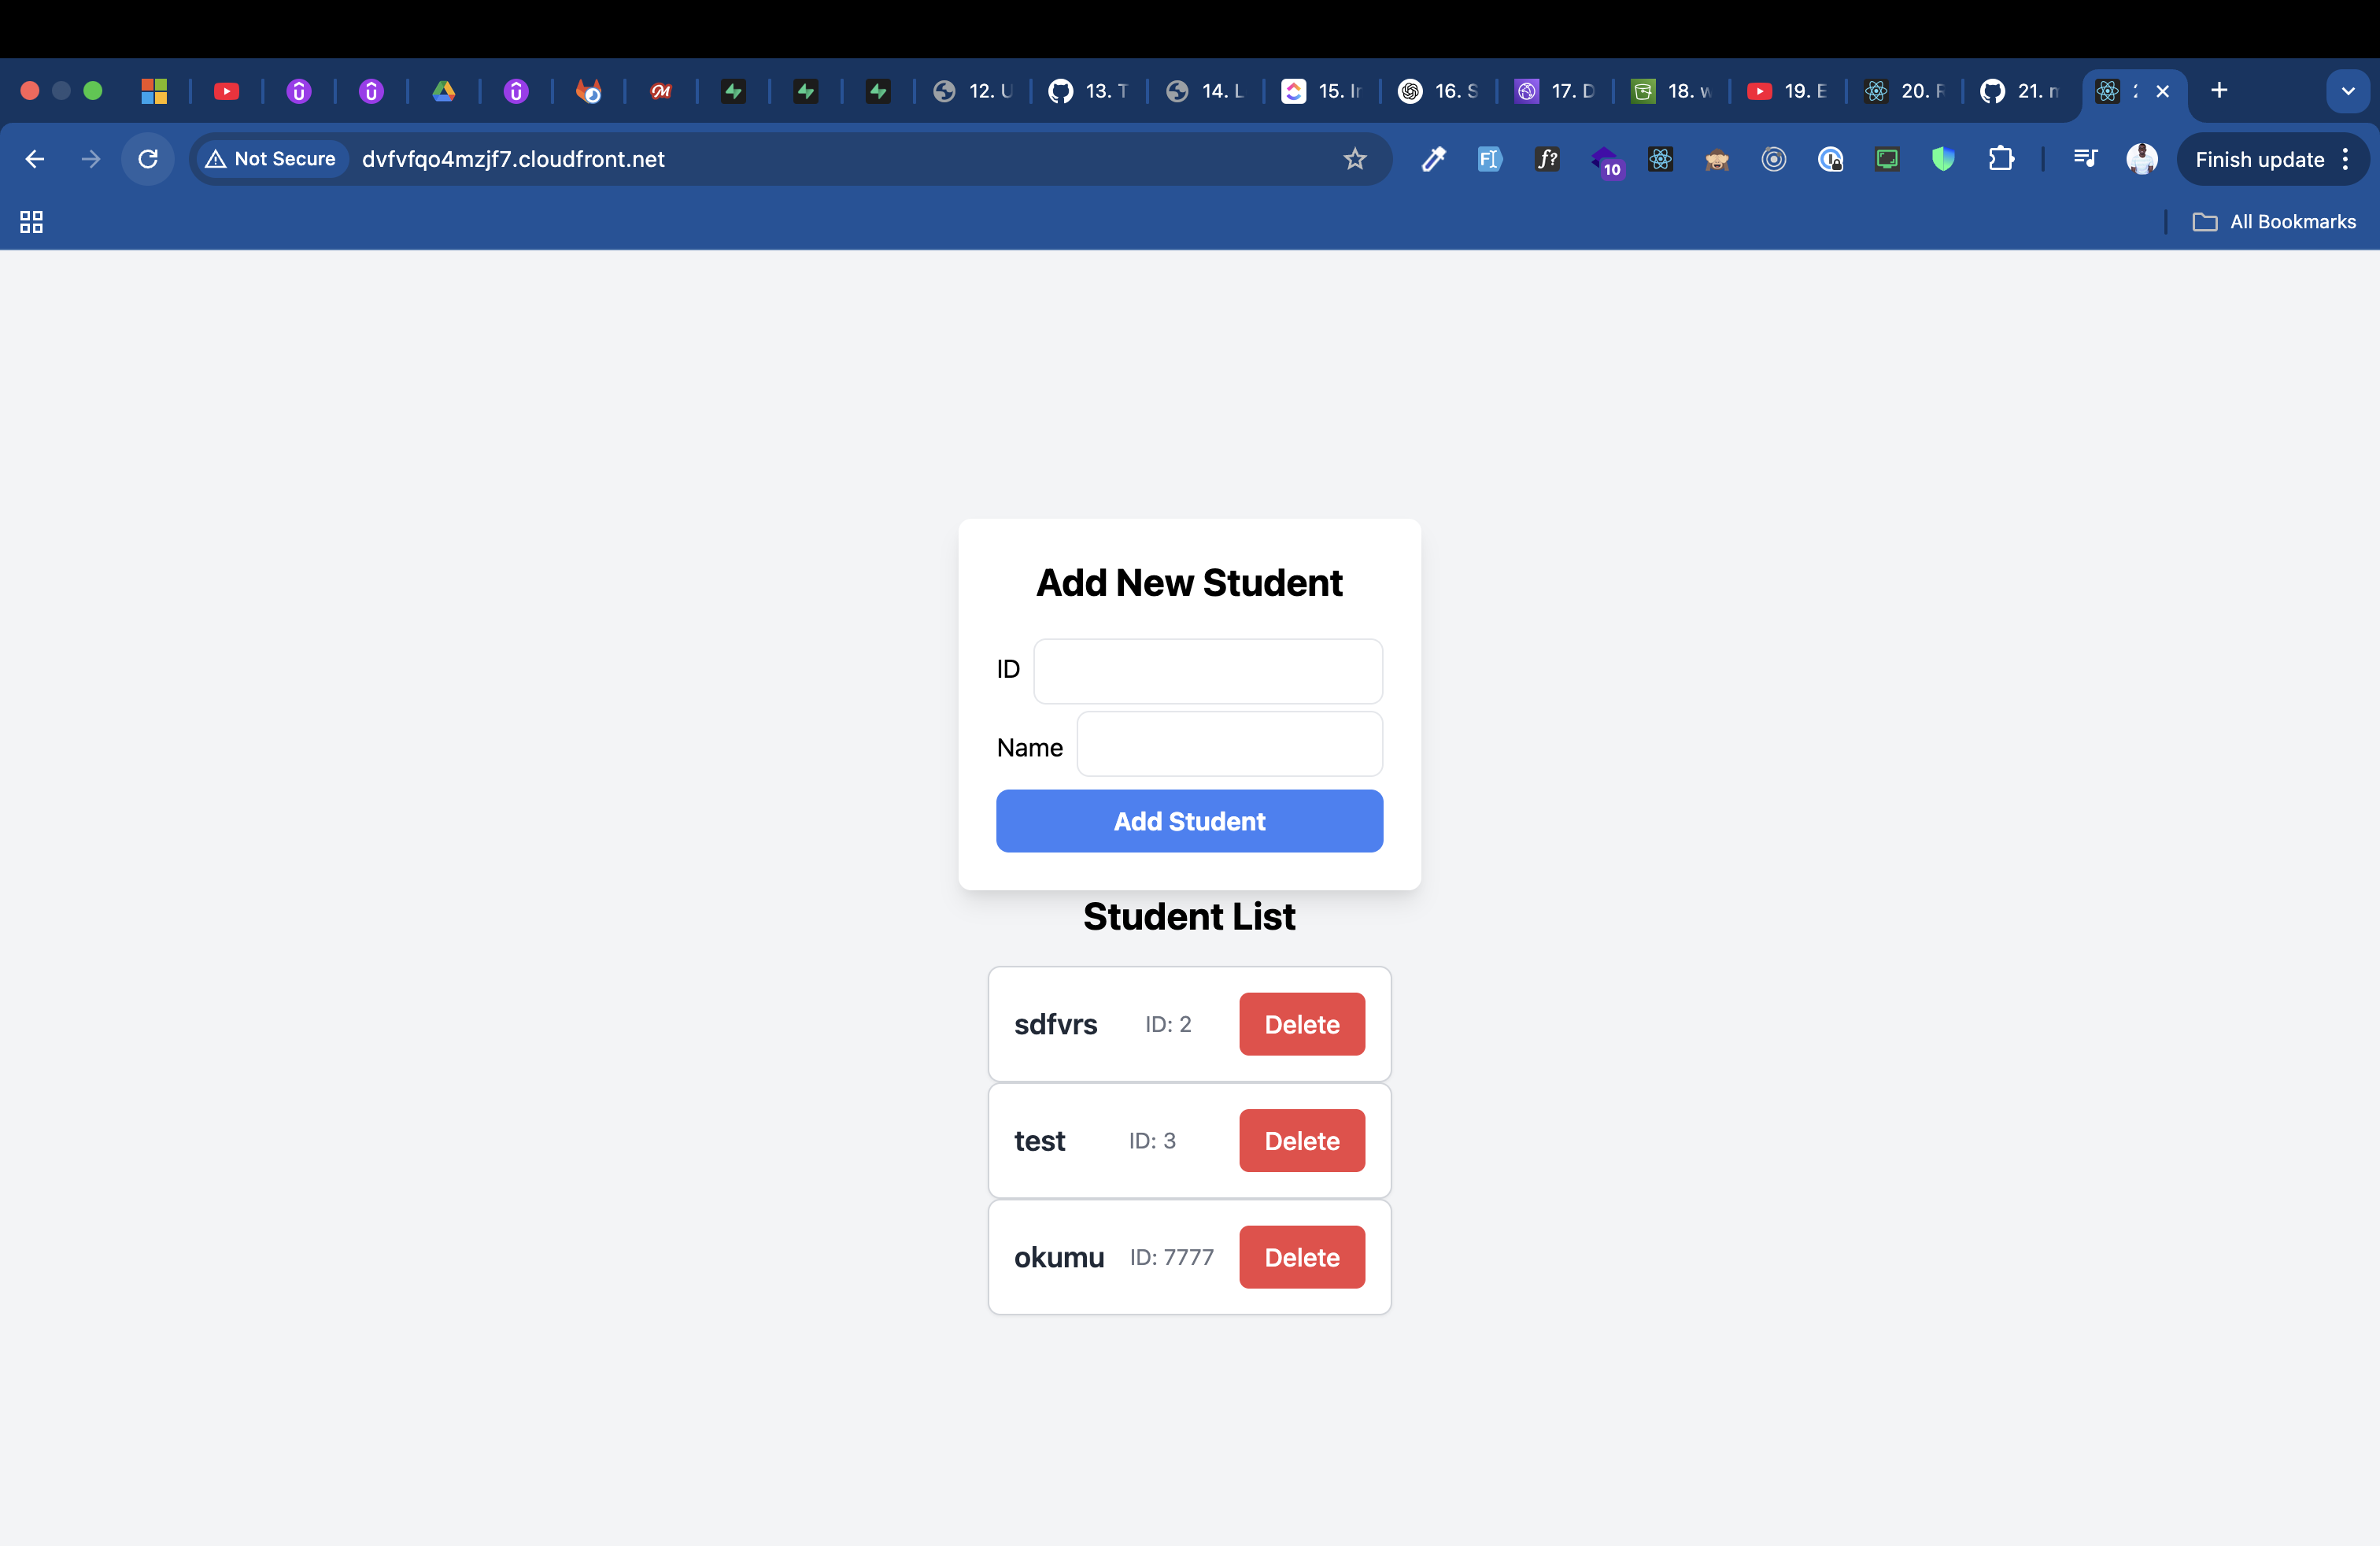 12. U 13. T 14. L 15. Ir 16. S 17. D 18. w 19. E 20. F 21. n
Not Secure dvfvfqo4mzjf7.cloudfront.net f? 10 Finish update
All Bookmarks
Add New Student
ID
Name
Add Student
Student List
sdfvrs ID: 2 Delete
test ID: 3 Delete
okumu ID: 7777 Delete